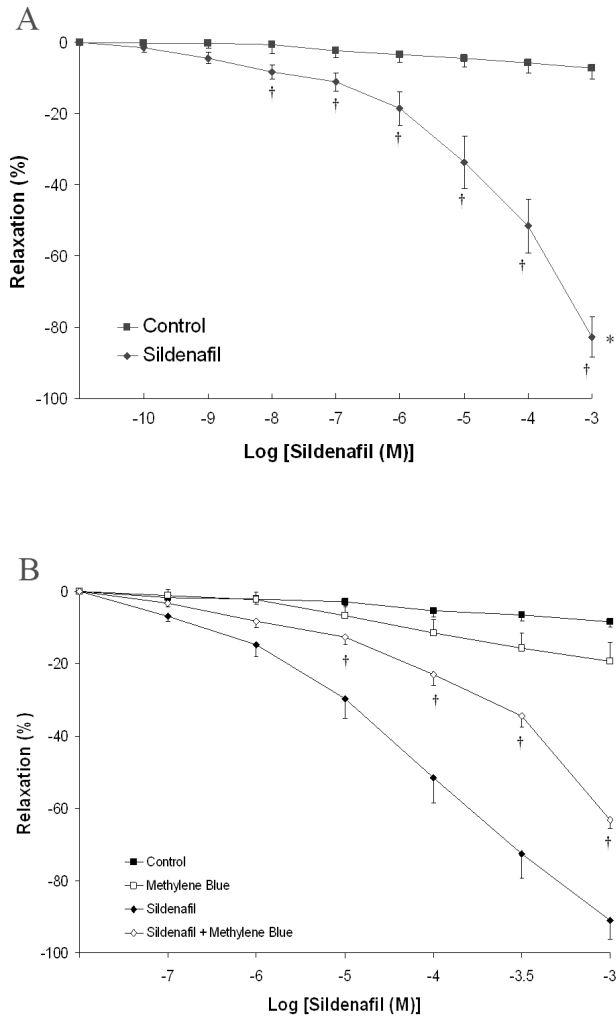 A
0
-20
-40
-60
-80
-100
Relaxation (%)
† † † † † †
*
Control
Sildenafil
-10 -9 -8 -7 -6 -5 -4 -3
Log [Sildenafil (M)]
B
0
-20
-40
-60
-80
-100
Relaxation (%)
† † † †
Control
Methylene Blue
Sildenafil
Sildenafil + Methylene Blue
-7 -6 -5 -4 -3.5 -3
Log [Sildenafil (M)]